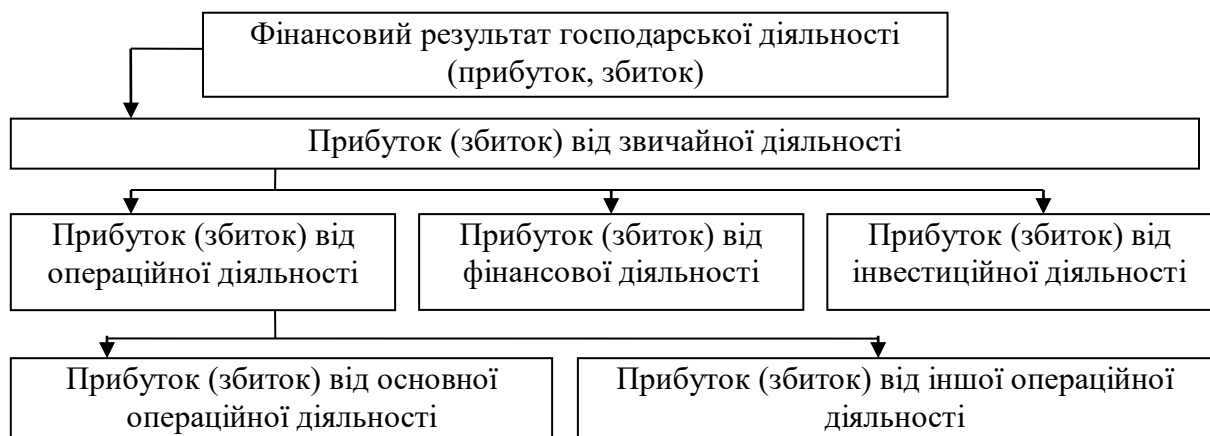 Фінансовий результат господарської діяльності
(прибуток, збиток)
Прибуток (збиток) від звичайної діяльності
Прибуток (збиток) від
операційної діяльності
Прибуток (збиток) від
фінансової діяльності
Прибуток (збиток) від
інвестиційної діяльності
Прибуток (збиток) від основної
операційної діяльності
Прибуток (збиток) від іншої операційної
діяльності